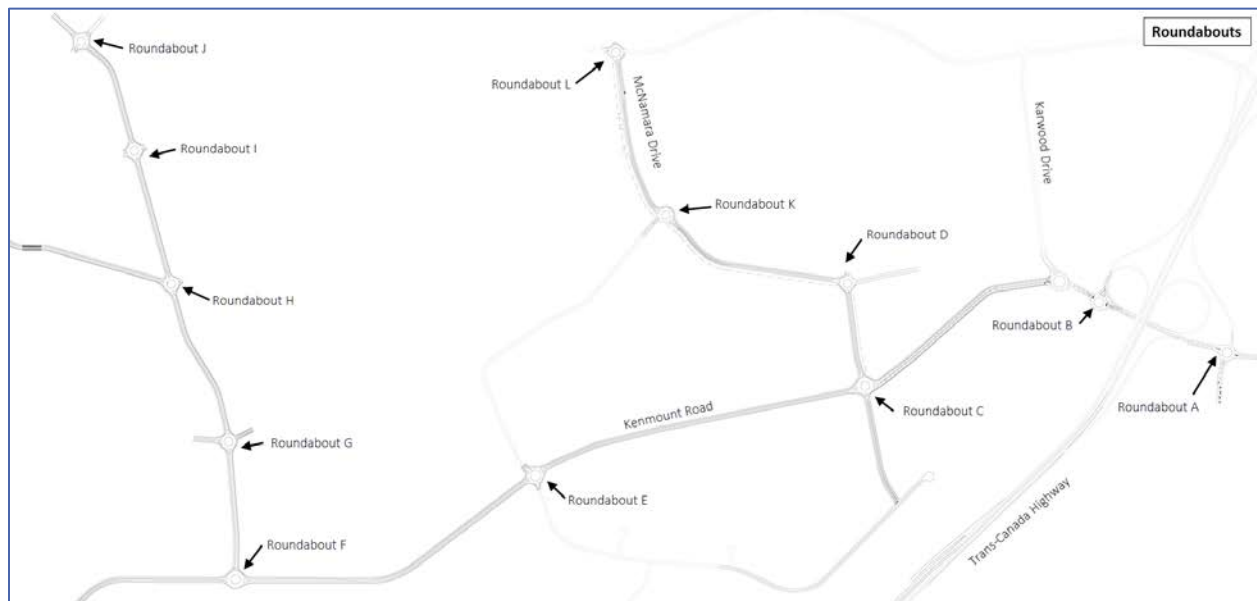 Roundabouts
Roundabout J
Roundabout L
McNamara Drive
Karwood Drive
Roundabout I
Roundabout K
Roundabout D
Roundabout H
Roundabout B
Roundabout A
Roundabout C
Kenmount Road
Roundabout G
Roundabout E
Trans-Canada Highway
Roundabout F